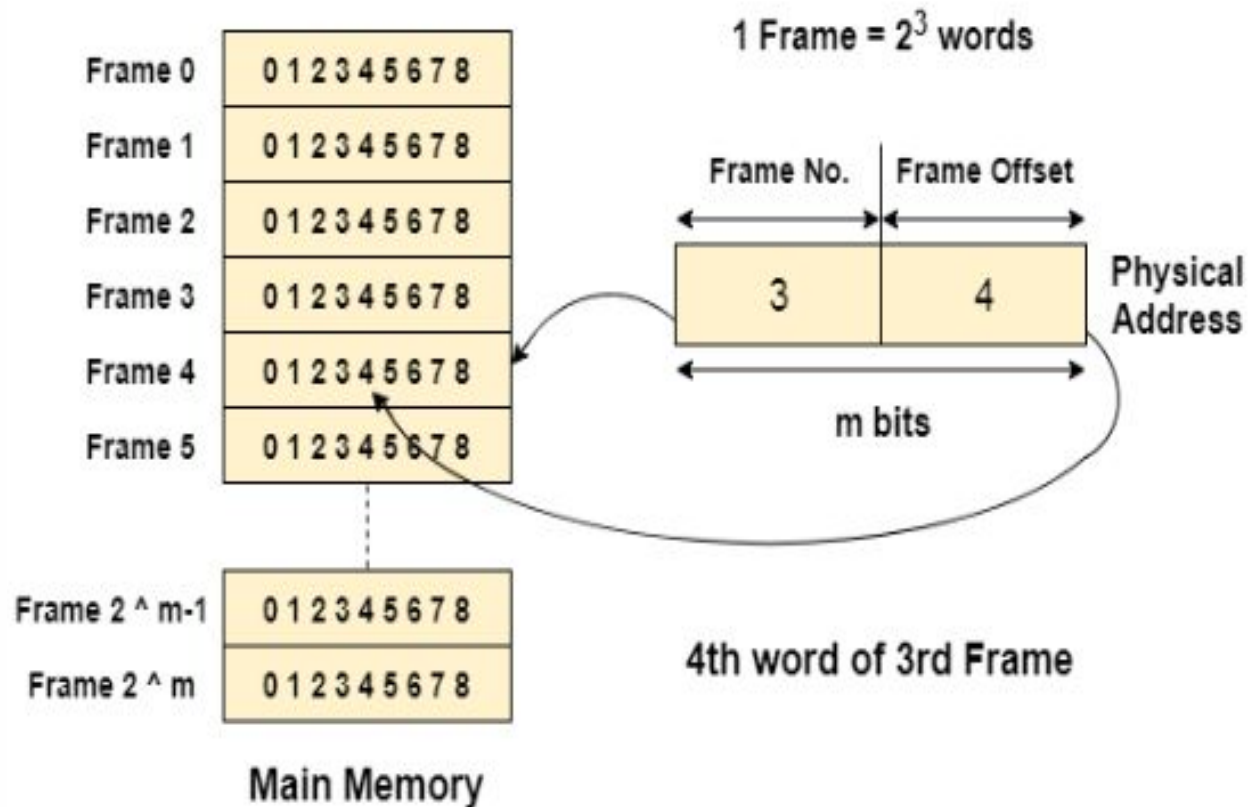 1 Frame = 2³ words
Frame 0 0 1 2 3 4 5 6 7 8
Frame 1 0 1 2 3 4 5 6 7 8
Frame 2 0 1 2 3 4 5 6 7 8
Frame 3 0 1 2 3 4 5 6 7 8
Frame 4 0 1 2 3 4 5 6 7 8
Frame 5 0 1 2 3 4 5 6 7 8
Frame 2 ^ m-1 0 1 2 3 4 5 6 7 8
Frame 2 ^ m 0 1 2 3 4 5 6 7 8
Main Memory
Frame No. Frame Offset
3 4
Physical
Address
m bits
4th word of 3rd Frame